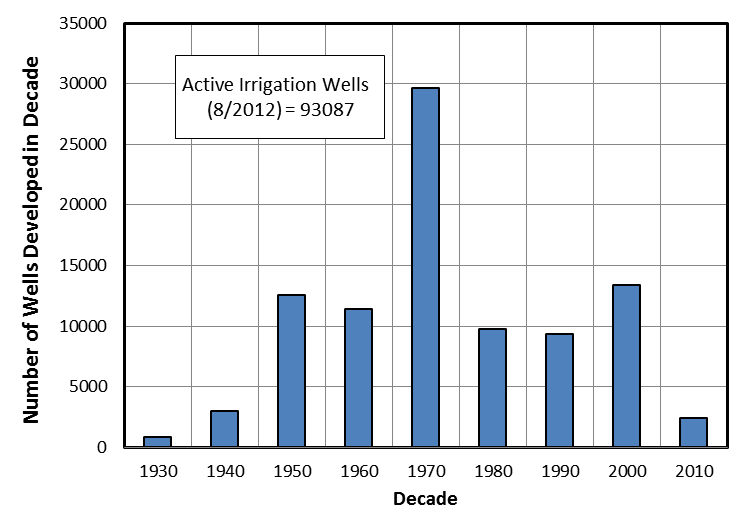 35000
30000
25000
20000
15000
10000
5000
0
Number of Wells Developed in Decade
Active Irrigation Wells
(8/2012) = 93087
1930 1940 1950 1960 1970 1980 1990 2000 2010
Decade